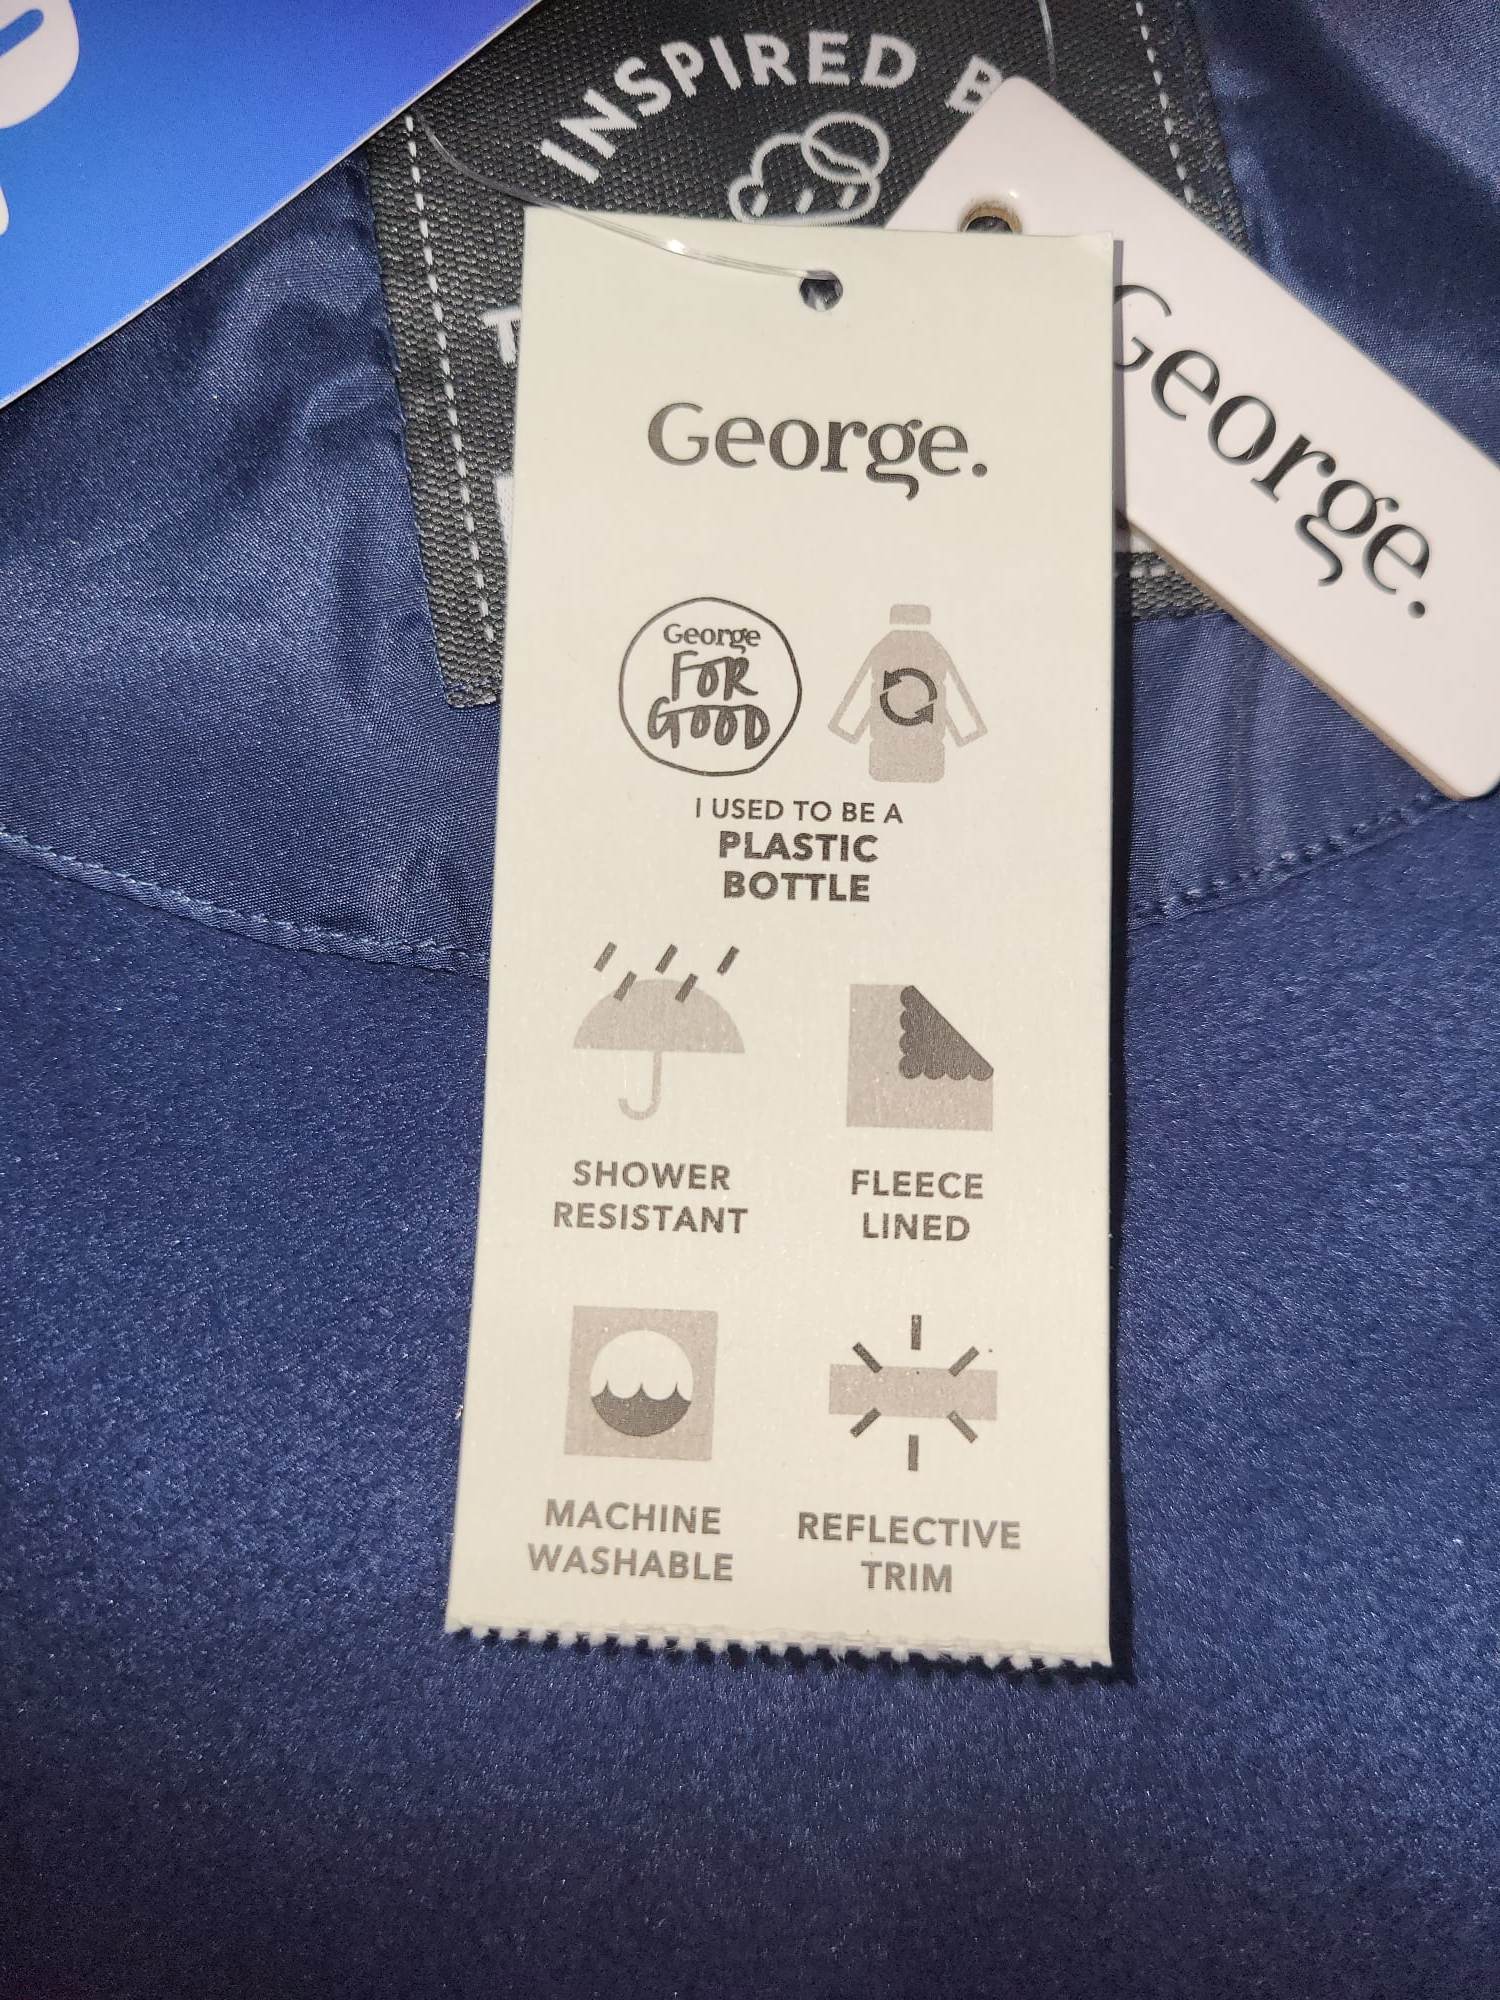 INSPIRED
George.
George.
George
FOR
GOOD
I USED TO BE A
PLASTIC
BOTTLE
SHOWER
RESISTANT
FLEECE
LINED
MACHINE
WASHABLE
REFLECTIVE
TRIM